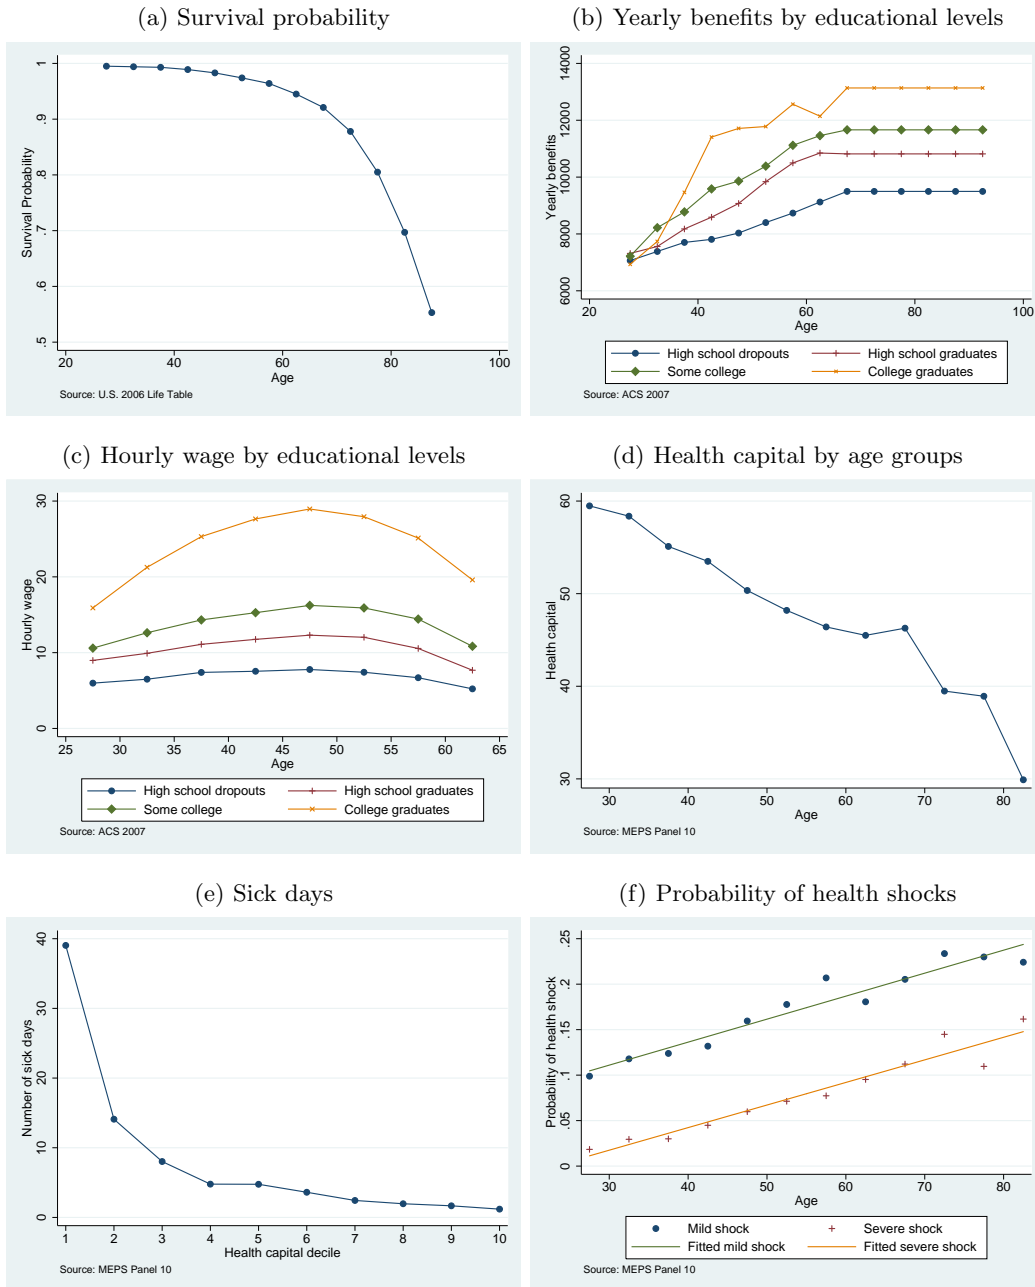 (a) Survival probability
Survival Probability
1
.9
.8
.7
.6
.5
20 40 60 80 100
Age
Source: U.S. 2006 Life Table
(b) Yearly benefits by educational levels
Yearly benefits
14000
12000
10000
8000
6000
20 40 60 80 100
Age
High school dropouts High school graduates
Some college College graduates
Source: ACS 2007
(c) Hourly wage by educational levels
Hourly wage
30
20
10
0
25 30 35 40 45 50 55 60 65
Age
High school dropouts High school graduates
Some college College graduates
Source: ACS 2007
(d) Health capital by age groups
Health capital
60
50
40
30
30 40 50 60 70 80
Age
Source: MEPS Panel 10
(e) Sick days
Number of sick days
40
30
20
10
0
1 2 3 4 5 6 7 8 9 10
Health capital decile
Source: MEPS Panel 10
(f) Probability of health shocks
Probability of health shock
.25
.2
.15
.1
.05
0
30 40 50 60 70 80
Age
Mild shock Severe shock
Fitted mild shock Fitted severe shock
Source: MEPS Panel 10